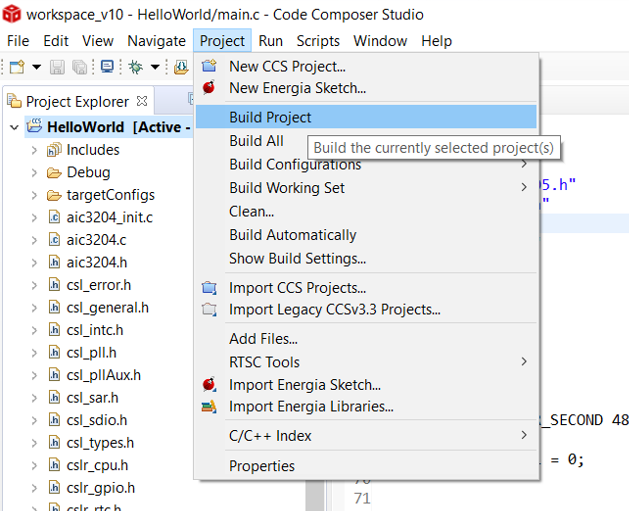 workspace_v10 - HelloWorld/main.c - Code Composer Studio
File Edit View Navigate Project Run Scripts Window Help
Project Explorer
HelloWorld [Active -
Includes
Debug
targetConfigs
aic3204_init.c
aic3204.c
aic3204.h
csl_error.h
csl_general.h
csl_intc.h
csl_pll.h
csl_pllAux.h
csl_sar.h
csl_sdio.h
csl_types.h
cslr_cpu.h
cslr_gpio.h
cslr_rtc.h
New CCS Project...
New Energia Sketch...
Build Project
Build All
Build the currently selected project(s)
Build Configurations
Build Working Set
Clean...
Build Automatically
Show Build Settings...
Import CCS Projects...
Import Legacy CCSv3.3 Projects...
Add Files...
RTSC Tools
Import Energia Sketch...
Import Energia Libraries...
C/C++ Index
Properties
05.h"
"
R_SECOND 48
= 0;
70
71